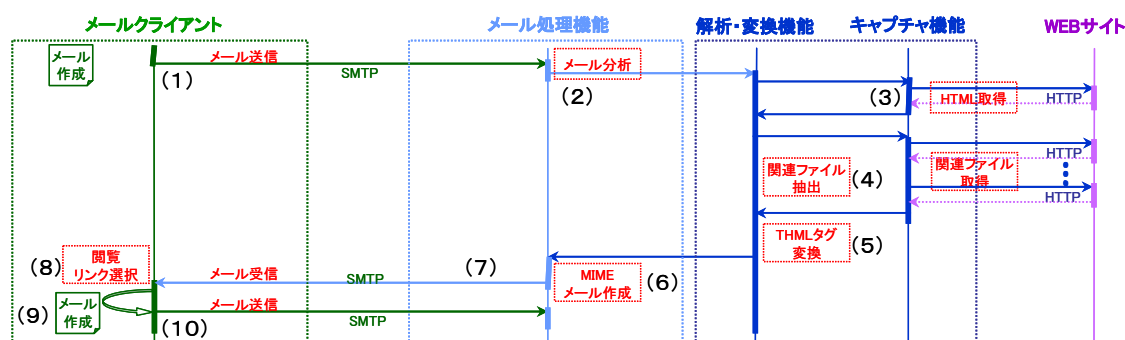 メールクライアント
メール処理機能
解析・変換機能
キャプチャ機能
WEBサイト
メール
作成
メール送信
SMTP
(1)
メール分析
(2)
(3)
HTML取得
HTTP
HTTP
関連ファイル
抽出
(4)
関連ファイル
取得
HTTP
THMLタグ
変換
(5)
(8)
閲覧
リンク選択
メール受信
SMTP
(7)
MIME
メール作成
(6)
(9)
メール
作成
メール送信
SMTP
(10)